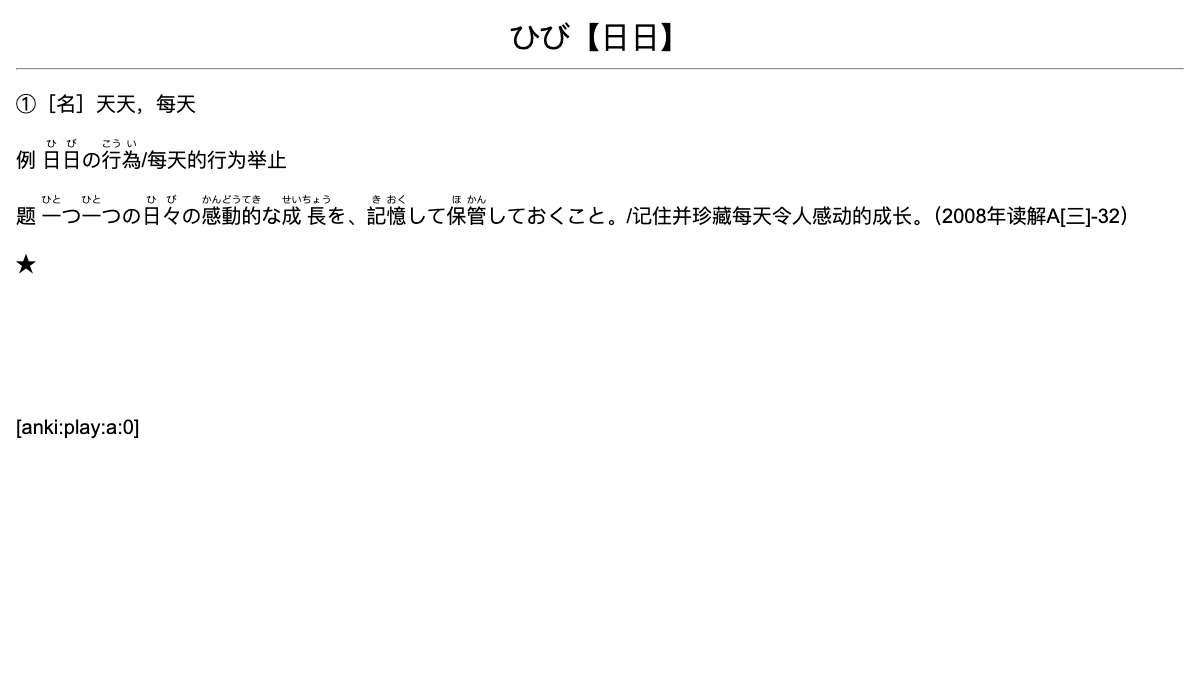 ひび【日日】
①［名］天天，每天
例 日日の行為/每天的行为举止
题 一つ一つの日々の感動的な成長を、記憶して保管しておくこと。/记住并珍藏每天令人感动的成长。（2008年读解A[三]-32）
★
[anki:play:a:0]